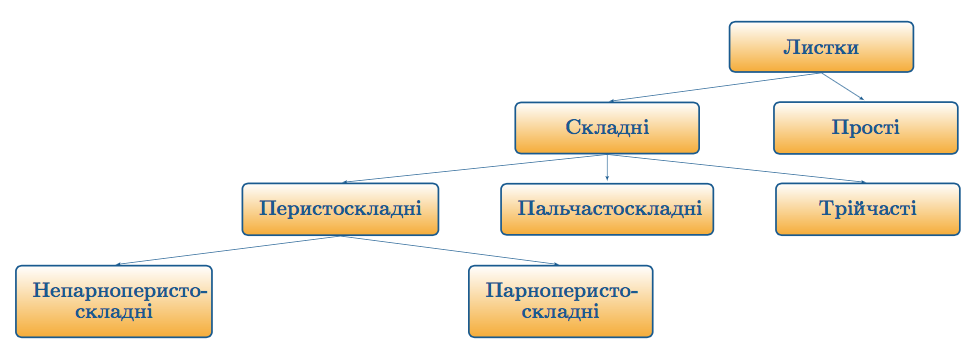 Листки
Складні
Прості
Перистоскладні
Пальчастоскладні
Трійчасті
Непарноперисто-
складні
Парноперисто-
складні